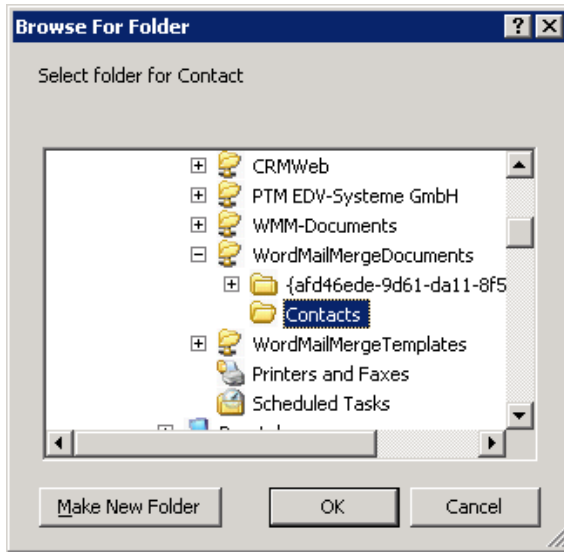 Browse For Folder
Select folder for Contact
CRMWeb
PTM EDV-Systeme GmbH
WMM-Documents
WordMailMergeDocuments
{afd46ede-9d61-da11-8f5
Contacts
WordMailMergeTemplates
Printers and Faxes
Scheduled Tasks
Make New Folder
OK
Cancel